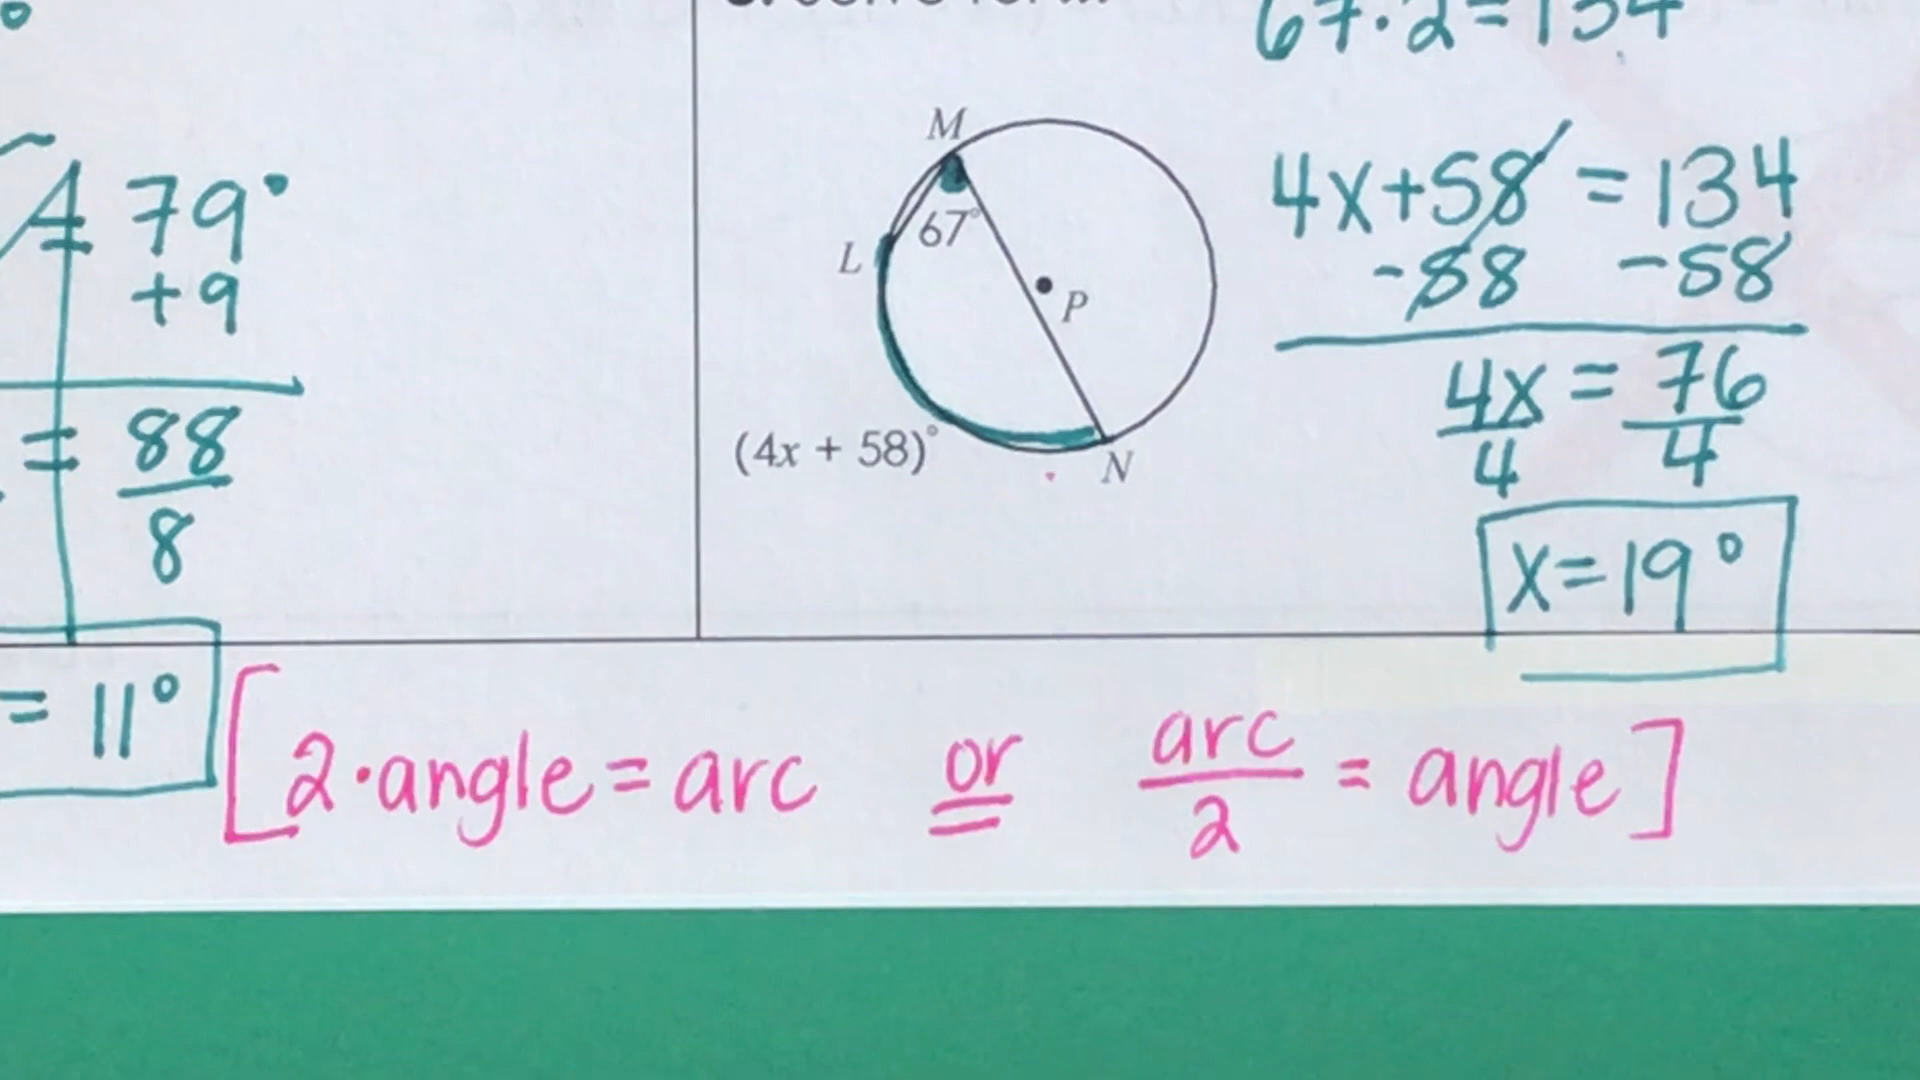 67·2=134
M
67°
L
P
(4x + 58)°
N
4x+58 = 134
-58 -58
4x = 76
4 4
x=19°
= 79°
+9
= 88
8
= 11°
[2·angle=arc or arc/2 = angle]